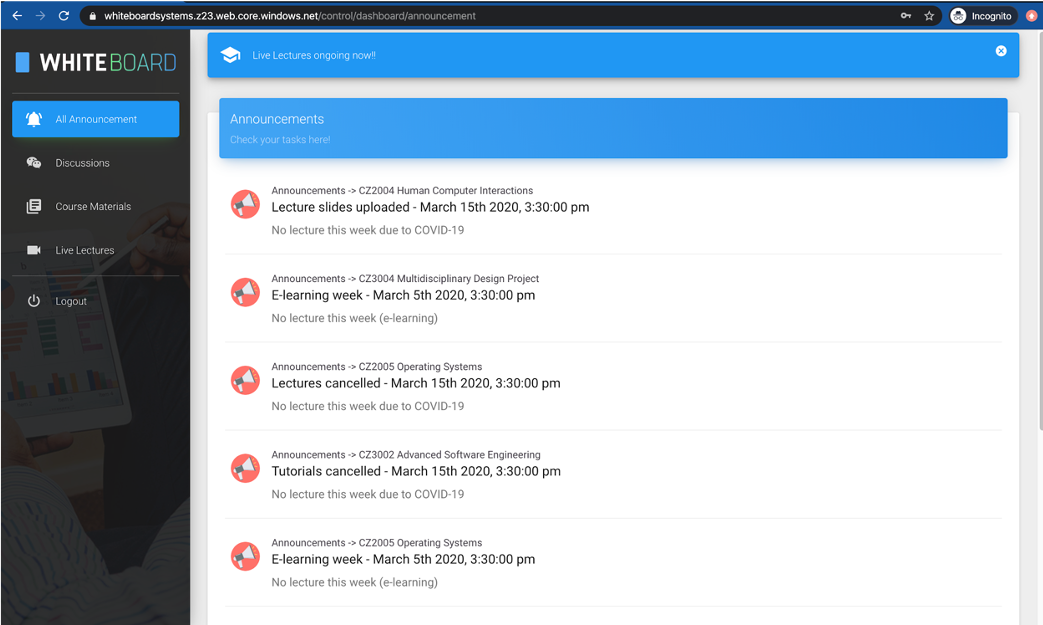 whiteboardsystems.z23.web.core.windows.net/control/dashboard/announcement
Incognito
WHITEBOARD
All Announcement
Discussions
Course Materials
Live Lectures
Logout
Live Lectures ongoing now!!
Announcements
Check your tasks here!
Announcements -> CZ2004 Human Computer Interactions
Lecture slides uploaded - March 15th 2020, 3:30:00 pm
No lecture this week due to COVID-19
Announcements -> CZ3004 Multidisciplinary Design Project
E-learning week - March 5th 2020, 3:30:00 pm
No lecture this week (e-learning)
Announcements -> CZ2005 Operating Systems
Lectures cancelled - March 15th 2020, 3:30:00 pm
No lecture this week due to COVID-19
Announcements -> CZ3002 Advanced Software Engineering
Tutorials cancelled - March 15th 2020, 3:30:00 pm
No lecture this week due to COVID-19
Announcements -> CZ2005 Operating Systems
E-learning week - March 5th 2020, 3:30:00 pm
No lecture this week (e-learning)